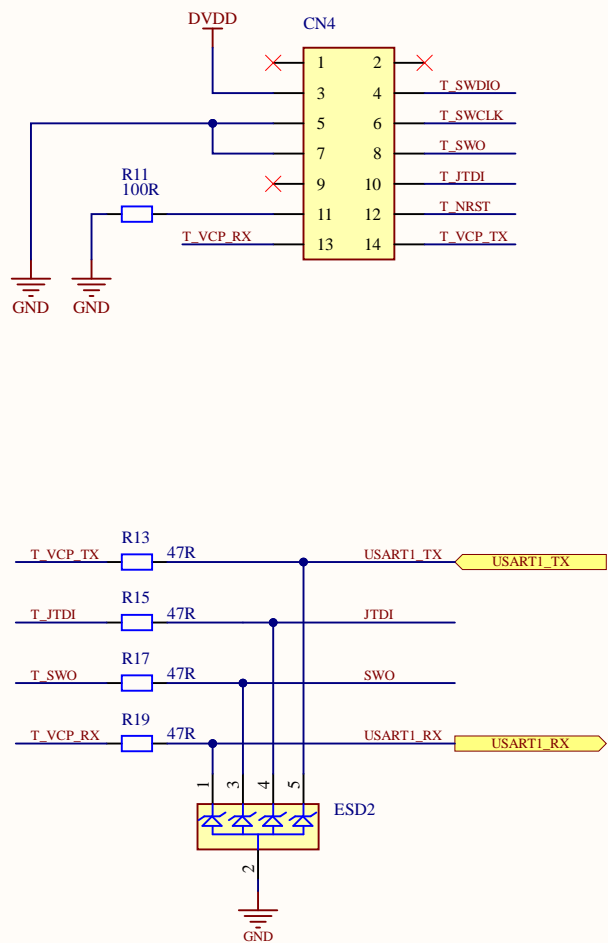 DVDD
CN4
1 2
3 4 T_SWDIO
5 6 T_SWCLK
7 8 T_SWO
R11
100R
9 10 T_JTDI
11 12 T_NRST
T_VCP_RX 13 14 T_VCP_TX
GND GND
R13
T_VCP_TX 47R USART1_TX USART1_TX
R15
T_JTDI 47R JTDI
R17
T_SWO 47R SWO
R19
T_VCP_RX 47R USART1_RX USART1_RX
1 3 4 5
ESD2
2
GND